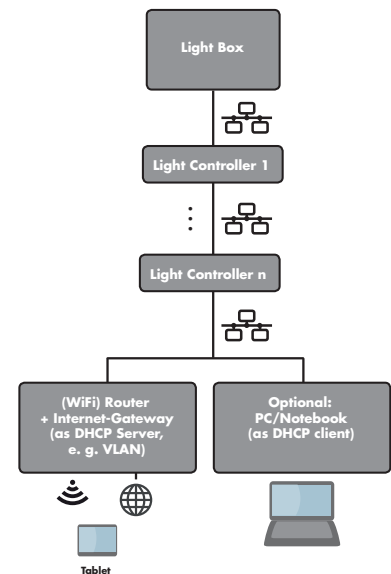 Light Box
Light Controller 1
Light Controller n
(WiFi) Router
+ Internet-Gateway
(as DHCP Server,
e. g. VLAN)
Optional:
PC/Notebook
(as DHCP client)
Tablet